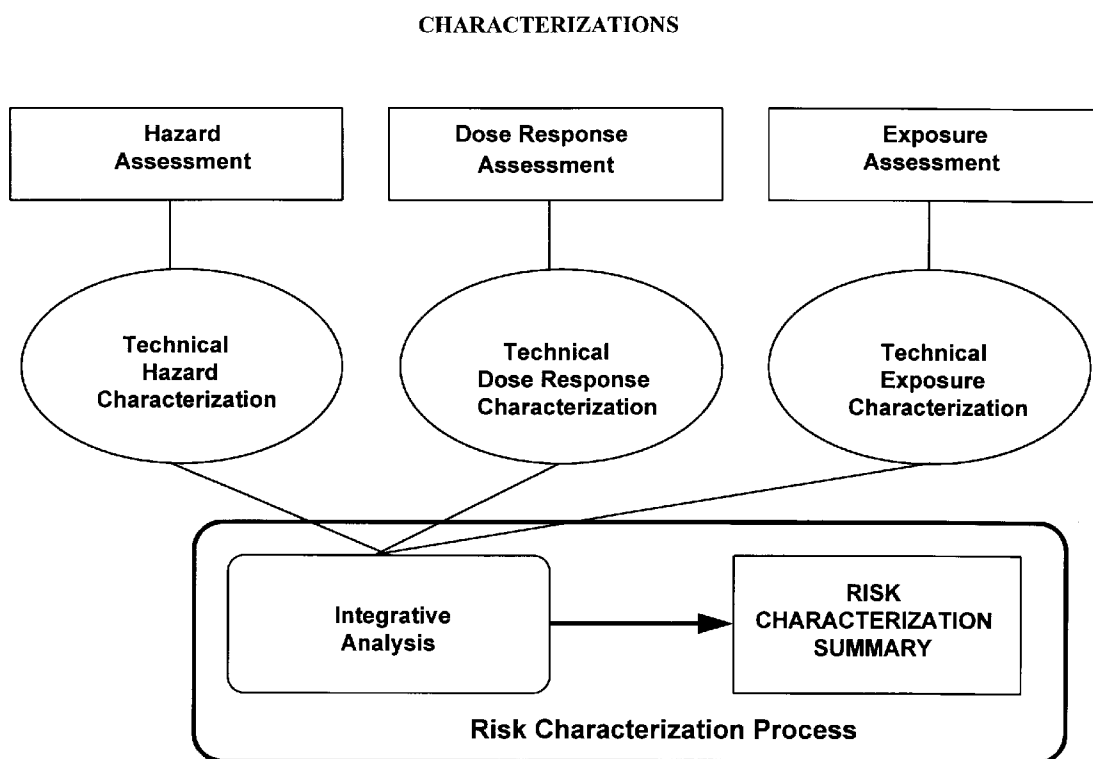 CHARACTERIZATIONS
Hazard
Assessment
Dose Response
Assessment
Exposure
Assessment
Technical
Hazard
Characterization
Technical
Dose Response
Characterization
Technical
Exposure
Characterization
Integrative
Analysis
RISK
CHARACTERIZATION
SUMMARY
Risk Characterization Process